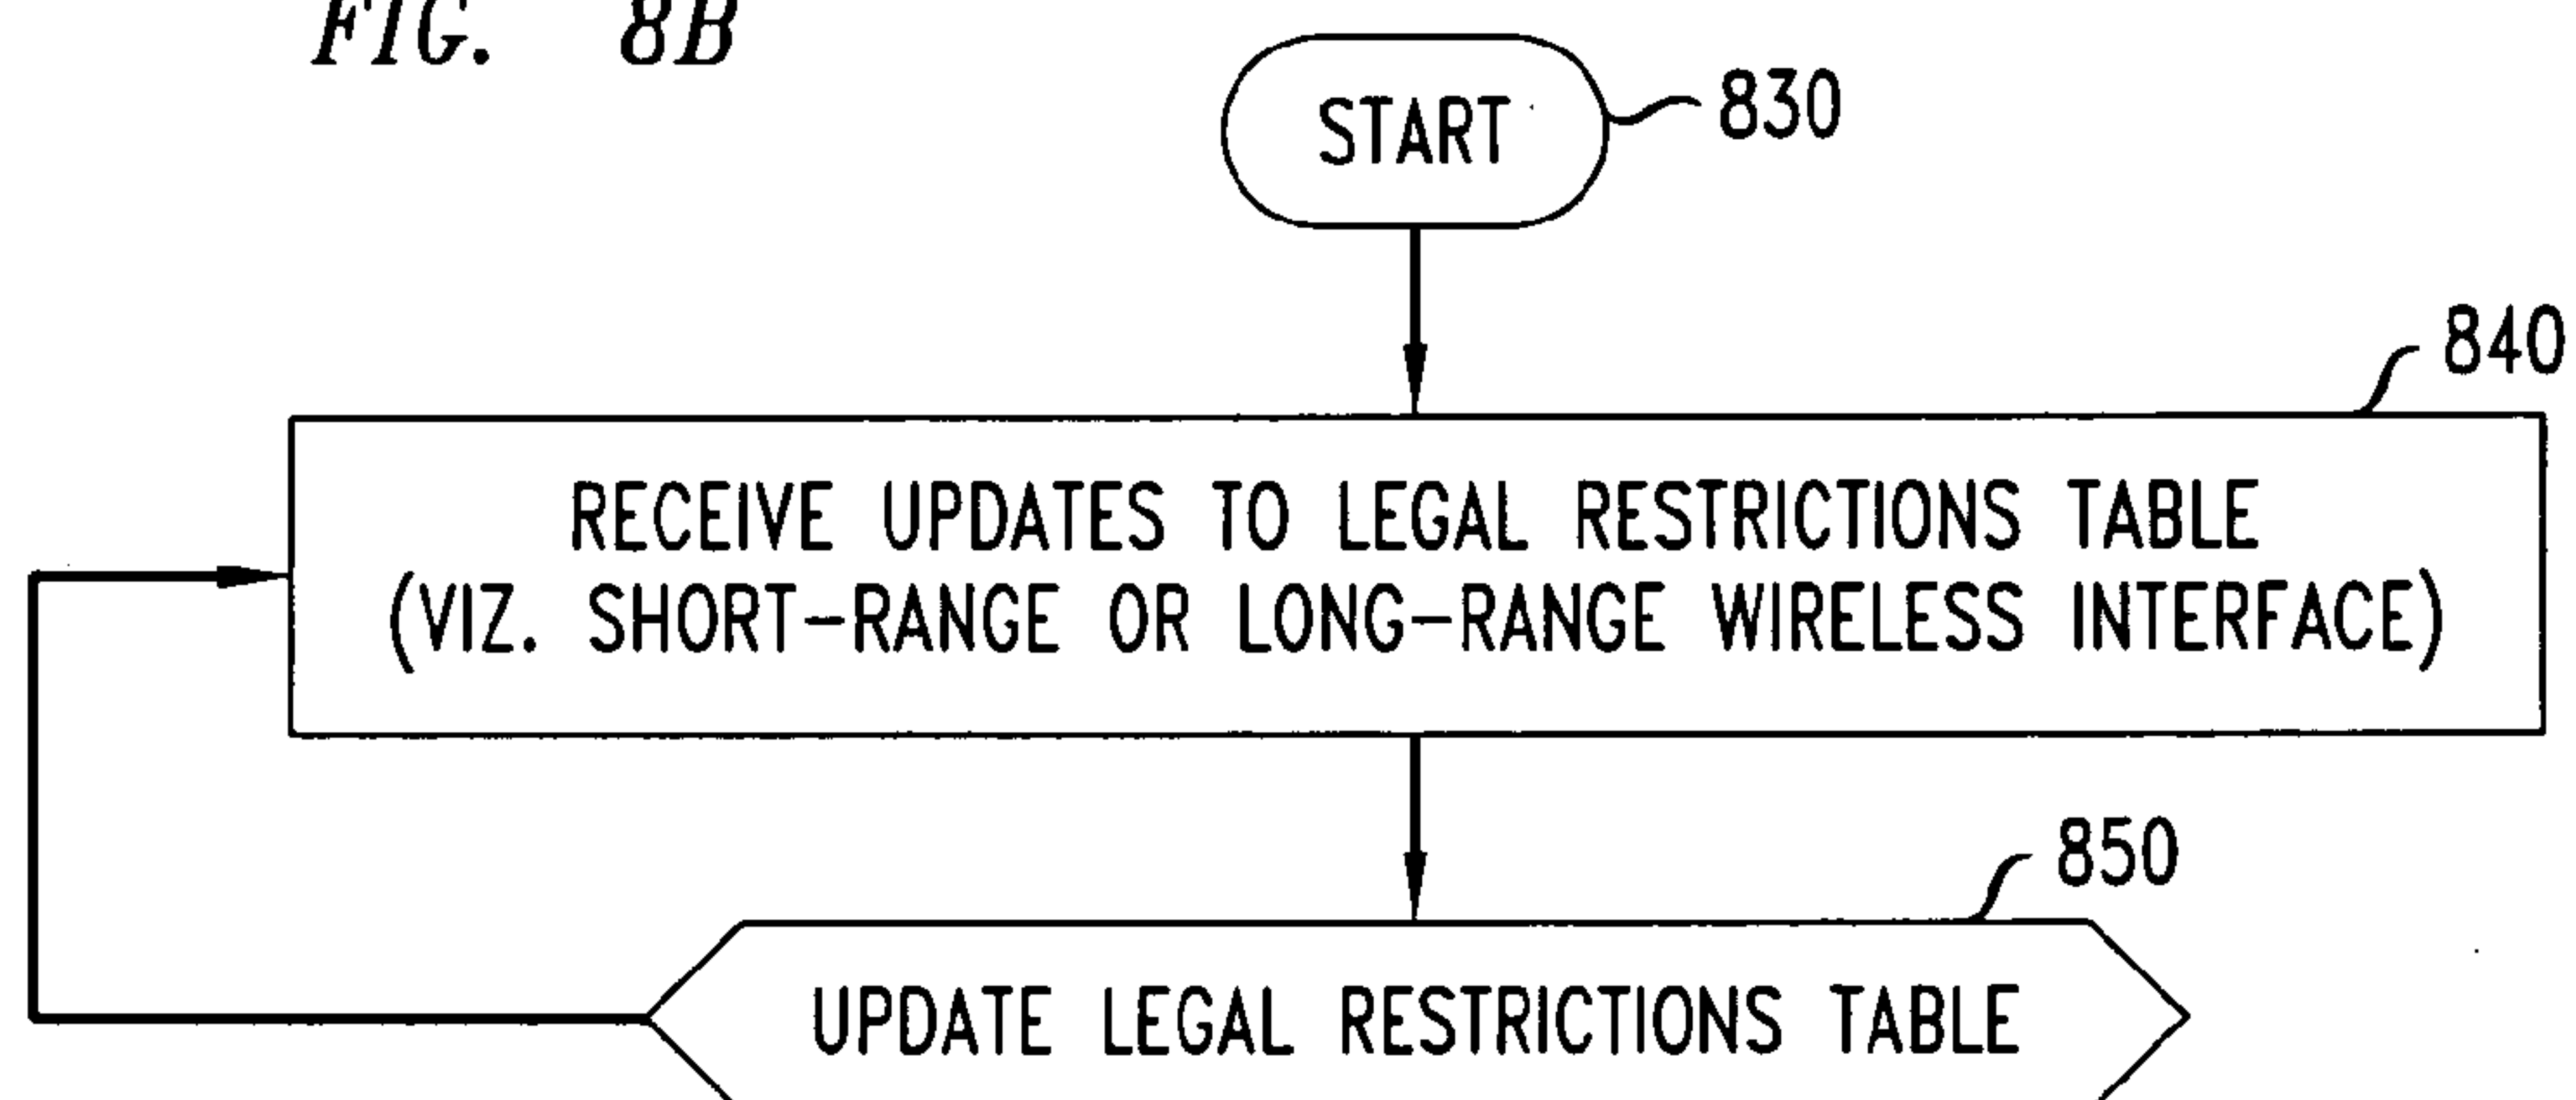 FIG. 8B
START
830
840
RECEIVE UPDATES TO LEGAL RESTRICTIONS TABLE
(VIZ. SHORT-RANGE OR LONG-RANGE WIRELESS INTERFACE)
850
UPDATE LEGAL RESTRICTIONS TABLE